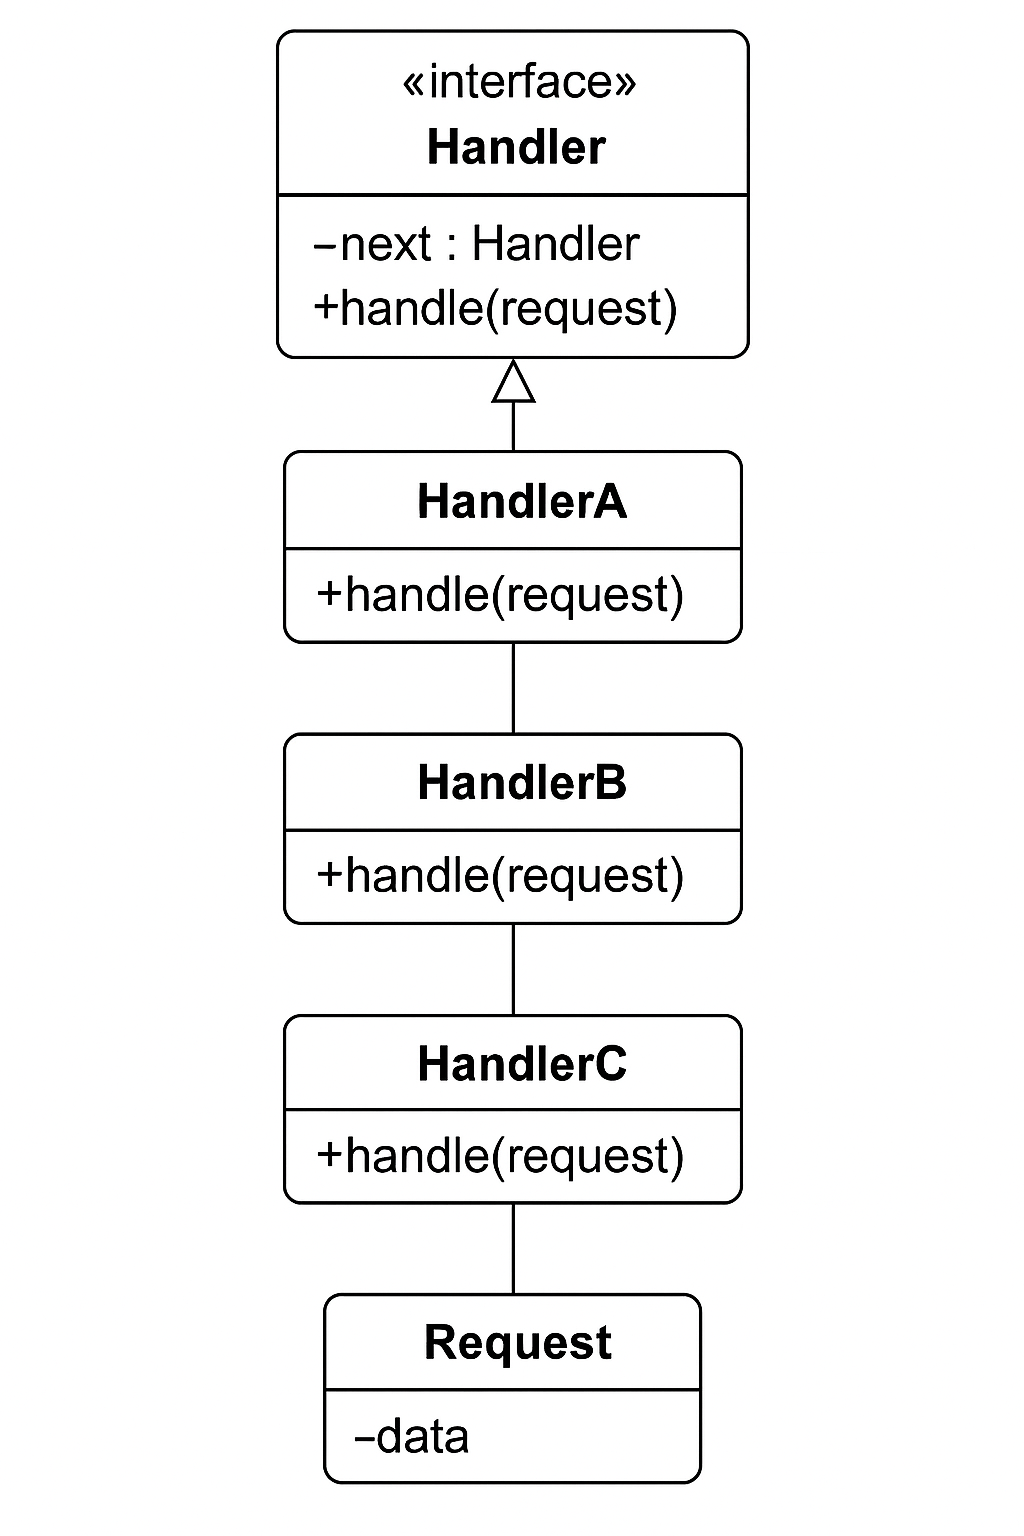 «interface»
Handler
–next : Handler
+handle(request)
HandlerA
+handle(request)
HandlerB
+handle(request)
HandlerC
+handle(request)
Request
–data